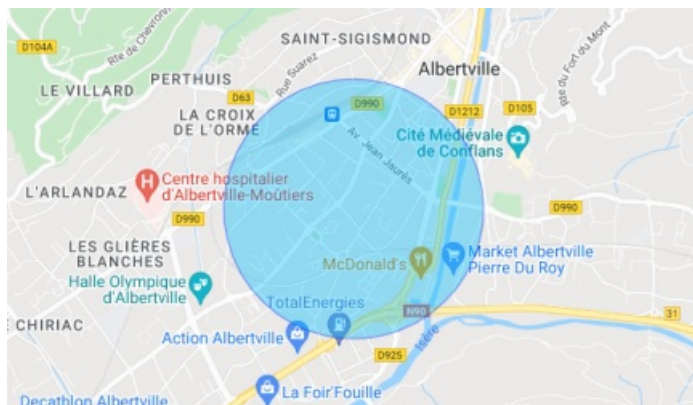 SAINT-SIGISMOND
D104A
Rte de Chevron
Rue Suarez
Albertville
Rte du Fort du Mont
PERTHUIS
LE VILLARD
D63
D990
D1212
D105
LA CROIX
DE L'ORME
Av. Jean Jaurès
Cité Médiévale
de Conflans
Centre hospitalier
d'Albertville-Moûtiers
L'ARLANDAZ
D990
D990
LES GLIÈRES
BLANCHES
Market Albertville
Pierre Du Roy
McDonald's
Halle Olympique
d'Albertville
TotalEnergies
N90
31
CHIRIAC
Action Albertville
Isère
D925
La Foir'Fouille
Decathlon Albertville